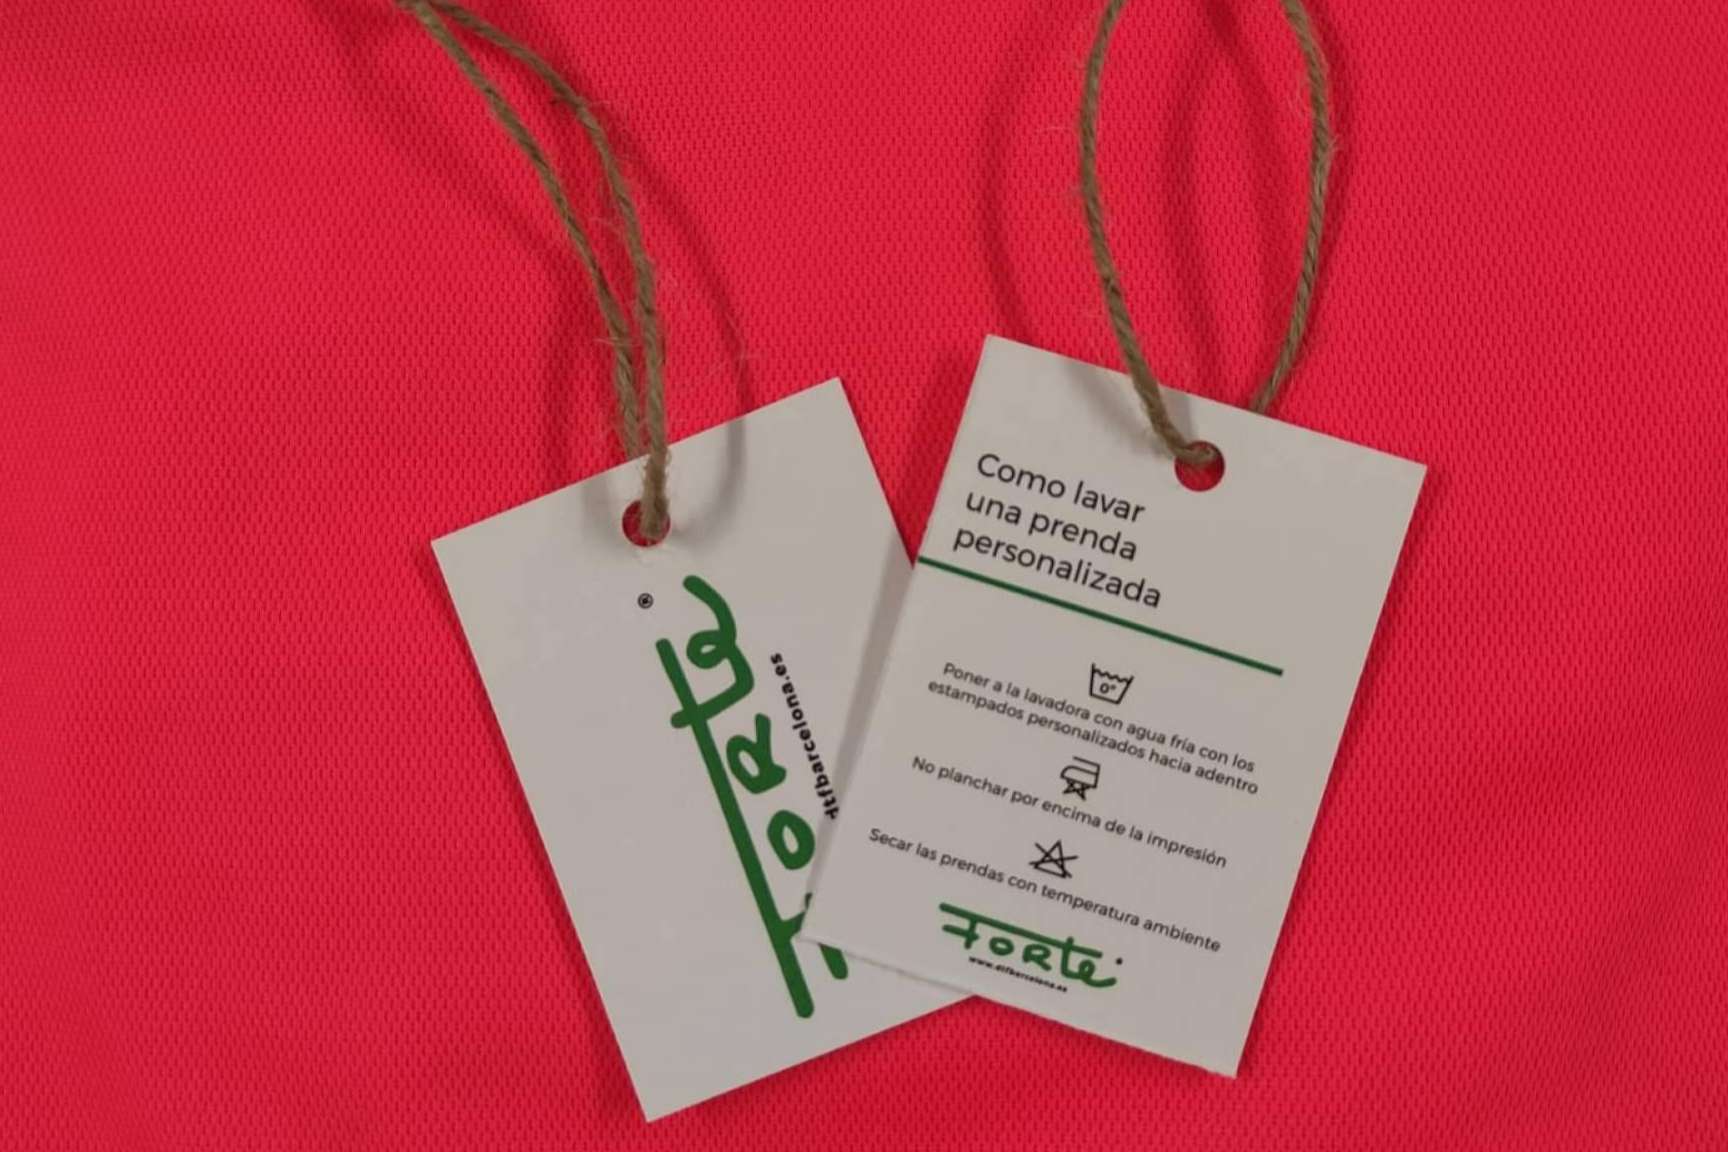 ®
FORTE
dtfbarcelona.es
Como lavar
una prenda
personalizada
0°
Poner a la lavadora con agua fría con los
estampados personalizados hacia adentro
No planchar por encima de la impresión
Secar las prendas con temperatura ambiente
FORTE
www.dtfbarcelona.es